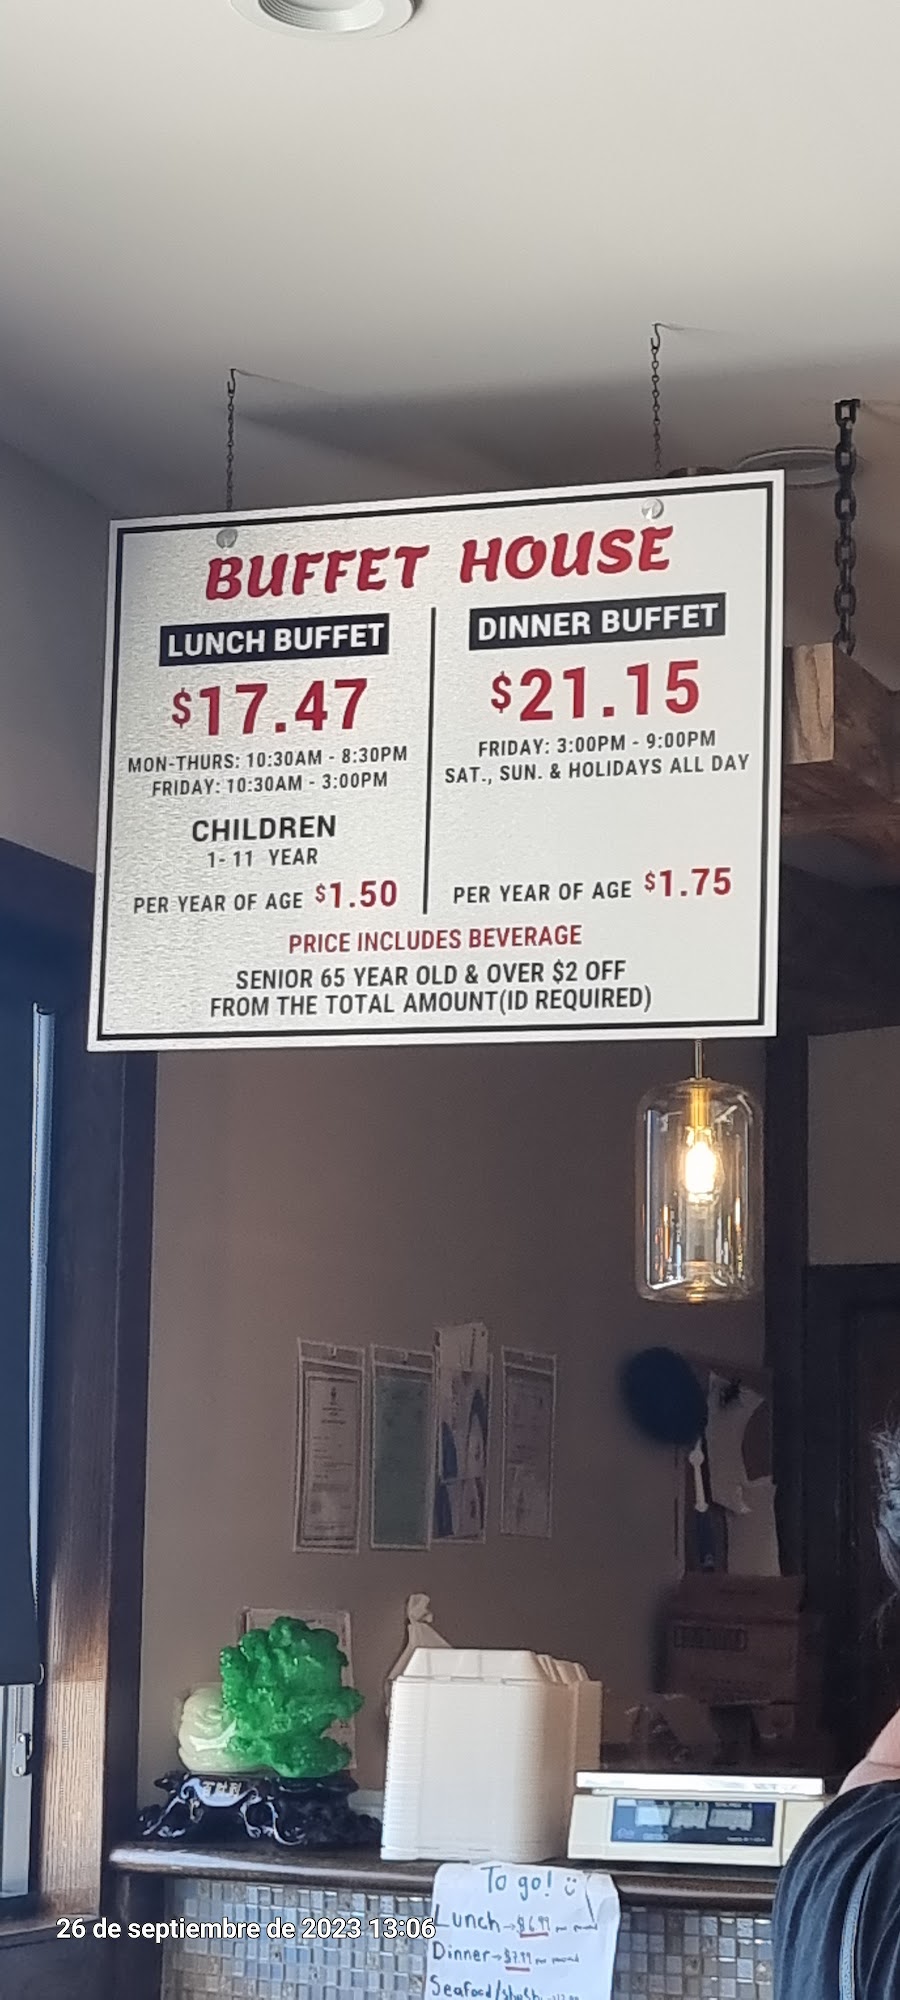 BUFFET HOUSE
LUNCH BUFFET
$17.47
MON-THURS: 10:30AM - 8:30PM
FRIDAY: 10:30AM - 3:00PM
CHILDREN
1- 11 YEAR
PER YEAR OF AGE $1.50
DINNER BUFFET
$21.15
FRIDAY: 3:00PM - 9:00PM
SAT., SUN. & HOLIDAYS ALL DAY
PER YEAR OF AGE $1.75
PRICE INCLUDES BEVERAGE
SENIOR 65 YEAR OLD & OVER $2 OFF
FROM THE TOTAL AMOUNT(ID REQUIRED)
To go!
Lunch
Dinner
Seafood/
26 de septiembre de 2023 13:06